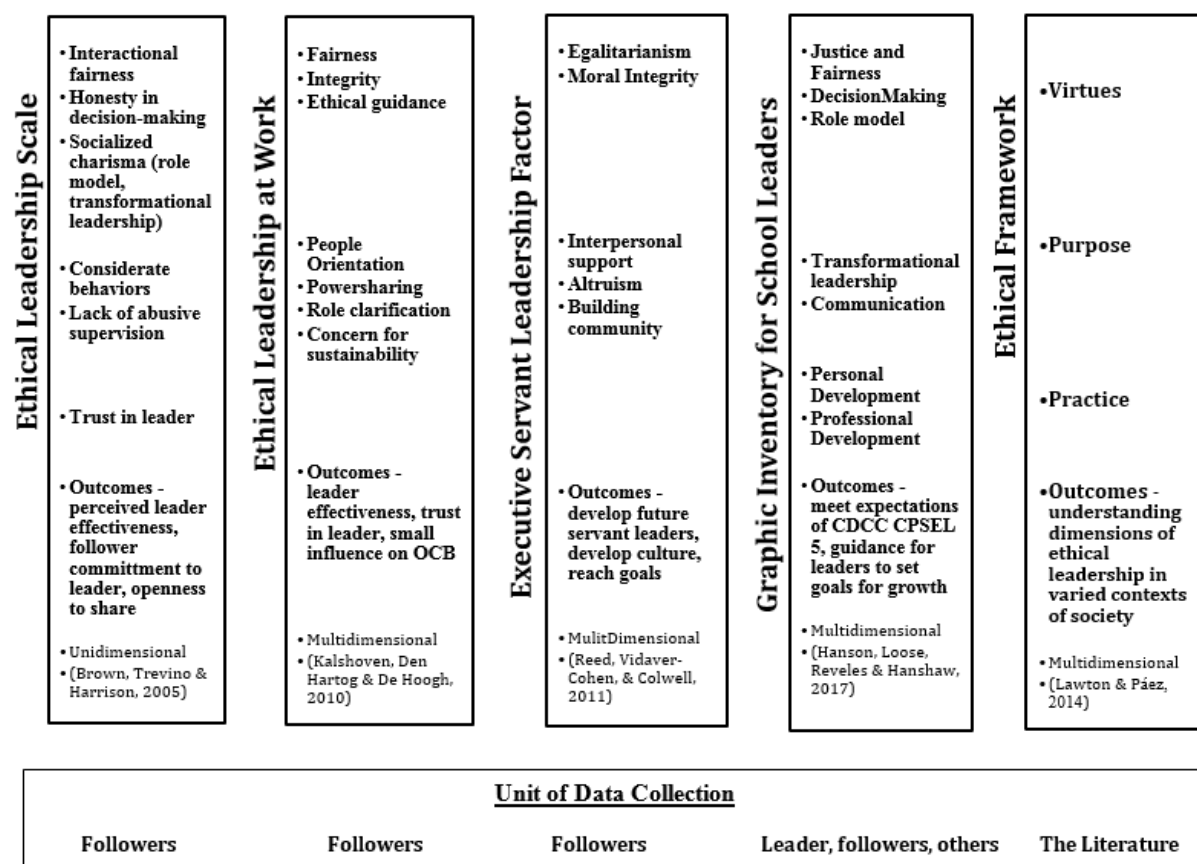 Ethical Leadership Scale
• Interactional
fairness
• Honesty in
decision-making
• Socialized
charisma (role
model,
transformational
leadership)
• Considerate
behaviors
• Lack of abusive
supervision
• Trust in leader
• Outcomes -
perceived leader
effectiveness,
follower
committment to
leader, openness
to share
• Unidimensional
• (Brown, Trevino &
Harrison, 2005)
Ethical Leadership at Work
• Fairness
• Integrity
• Ethical guidance
• People
Orientation
• Powersharing
• Role clarification
• Concern for
sustainability
• Outcomes -
leader
effectiveness, trust
in leader, small
influence on OCB
• Multidimensional
• (Kalshoven, Den
Hartog & De Hoogh,
2010)
Executive Servant Leadership Factor
• Egalitarianism
• Moral Integrity
• Interpersonal
support
• Altruism
• Building
community
• Outcomes -
develop future
servant leaders,
develop culture,
reach goals
• MulitDimensional
• (Reed, Vidaver-
Cohen, & Colwell,
2011)
Graphic Inventory for School Leaders
• Justice and
Fairness
• DecisionMaking
• Role model
• Transformational
leadership
• Communication
• Personal
Development
• Professional
Development
• Outcomes -
meet expectations
of CDCC CPSEL
5, guidance for
leaders to set
goals for growth
• Multidimensional
• (Hanson, Loose,
Reveles & Hanshaw,
2017)
Ethical Framework
•Virtues
•Purpose
•Practice
•Outcomes -
understanding
dimensions of
ethical
leadership in
varied contexts
of society
• Multidimensional
• (Lawton & Páez,
2014)
Unit of Data Collection
Followers Followers Followers Leader, followers, others The Literature